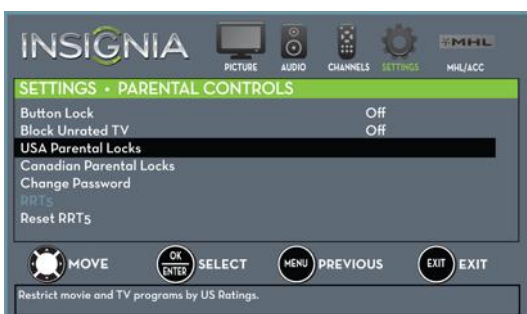 INSIGNIA
PICTURE AUDIO CHANNELS SETTINGS MHL MHL/ACC
SETTINGS • PARENTAL CONTROLS
Button Lock Off
Block Unrated TV Off
USA Parental Locks
Canadian Parental Locks
Change Password
RRT5
Reset RRT5
MOVE OK ENTER SELECT MENU PREVIOUS EXIT EXIT
Restrict movie and TV programs by US Ratings.